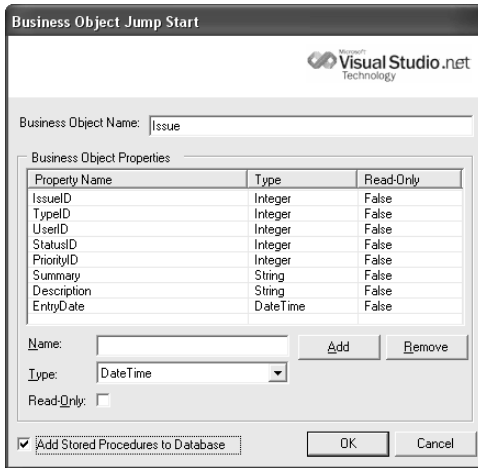 Business Object Jump Start
Microsoft
Visual Studio.net
Technology
Business Object Name: Issue
Business Object Properties
Property Name Type Read-Only
IssueID Integer False
TypeID Integer False
UserID Integer False
StatusID Integer False
PriorityID Integer False
Summary String False
Description String False
EntryDate DateTime False
Name: Add Remove
Type: DateTime
Read-Only:
Add Stored Procedures to Database OK Cancel